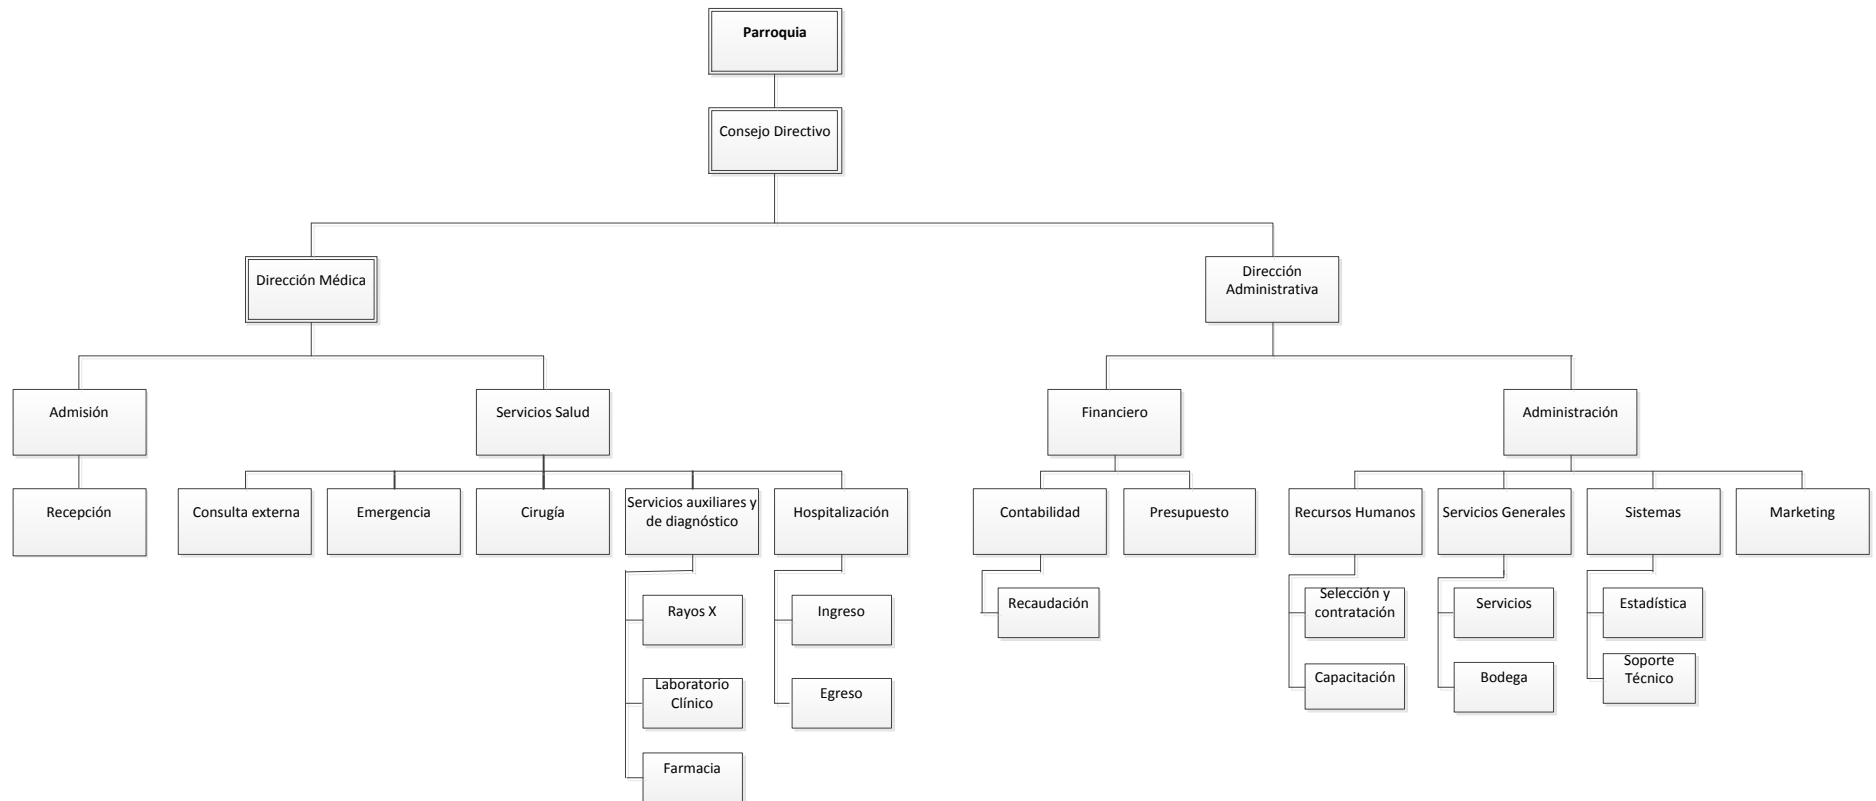 Parroquia
Consejo Directivo
Dirección Médica
Dirección
Administrativa
Admisión
Servicios Salud
Financiero
Administración
Recepción
Consulta externa
Emergencia
Cirugía
Servicios auxiliares y
de diagnóstico
Hospitalización
Contabilidad
Presupuesto
Recursos Humanos
Servicios Generales
Sistemas
Marketing
Rayos X
Laboratorio
Clínico
Farmacia
Ingreso
Egreso
Recaudación
Selección y
contratación
Capacitación
Servicios
Bodega
Estadística
Soporte
Técnico